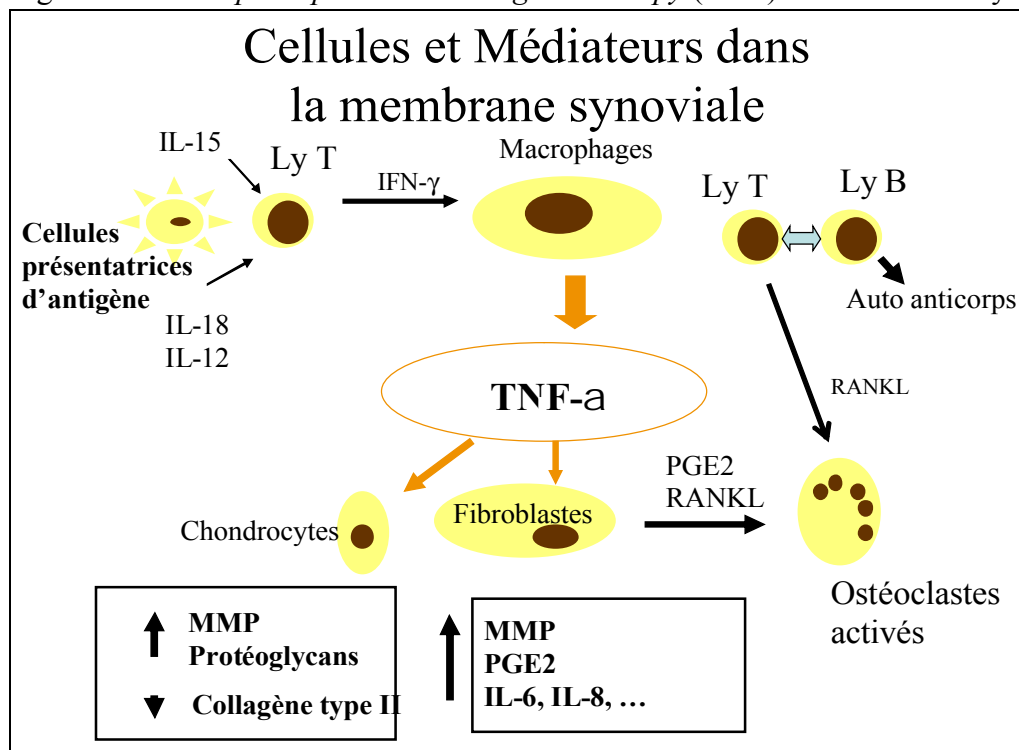 Cellules et Médiateurs dans
la membrane synoviale
IL-15
Ly T
IFN-γ
Macrophages
Ly T
Ly B
Cellules
présentatrices
d'antigène
IL-18
IL-12
Auto anticorps
TNF-a
RANKL
PGE2
RANKL
Chondrocytes
Fibroblastes
Ostéoclastes
activés
MMP
Protéoglycans
Collagène type II
MMP
PGE2
IL-6, IL-8, …